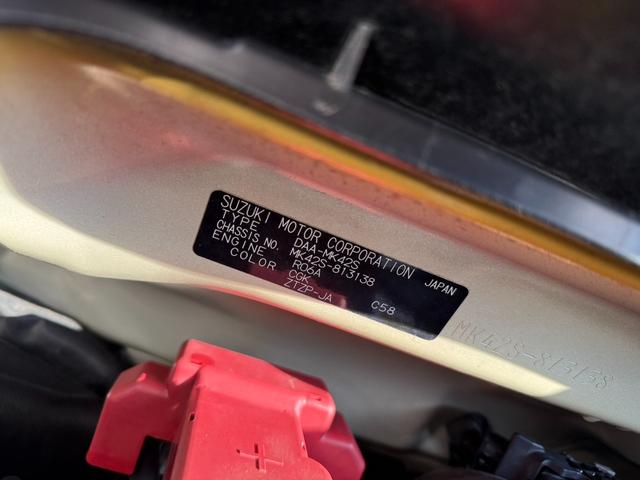 SUZUKI MOTOR CORPORATION JAPAN
TYPE DAA-MK42S
CHASSIS NO. MK42S-813138
ENGINE R06A
COLOR CGK
ZTZP-JA C58
MK42S-813138
+